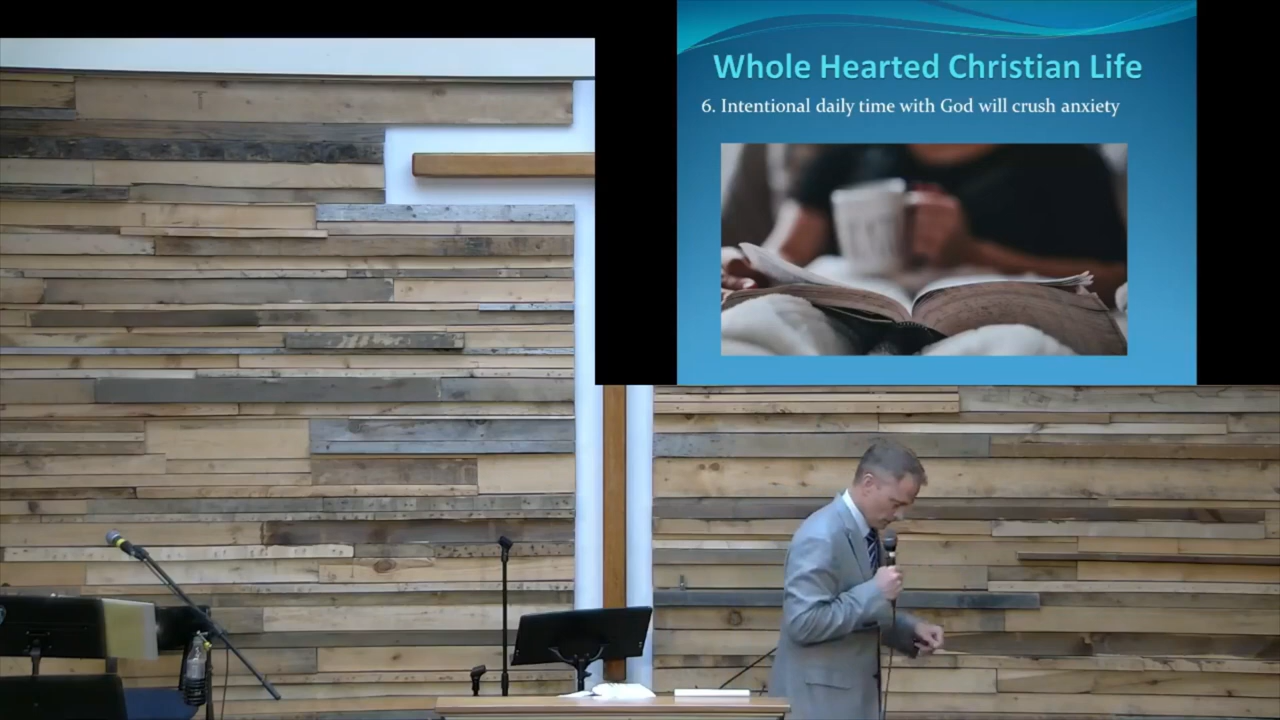 Whole Hearted Christian Life
6. Intentional daily time with God will crush anxiety